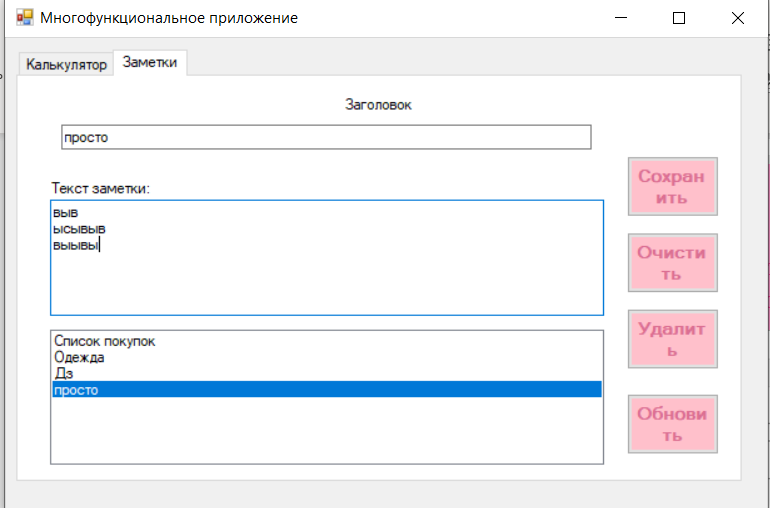 Многофункциональное приложение
Калькулятор
Заметки
Заголовок
просто
Текст заметки:
выв
ысывыв
выывы
Список покупок
Одежда
Дз
просто
Сохран
ить
Очисти
ть
Удалит
ь
Обнови
ть